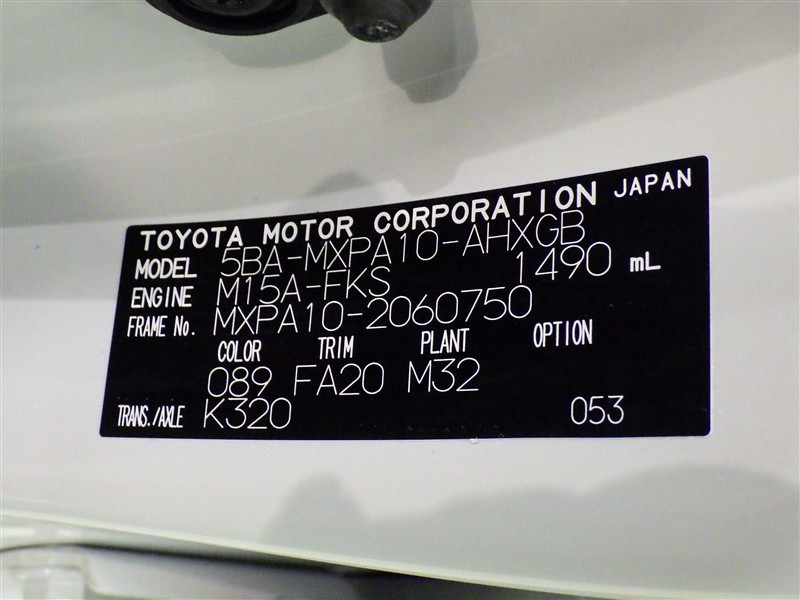 TOYOTA MOTOR CORPORATION JAPAN
MODEL 5BA-MXPA10-AHXGB
ENGINE M15A-FKS 1490 mL
FRAME No. MXPA10-2060750
COLOR TRIM PLANT OPTION
089 FA20 M32
TRANS./AXLE K320 053